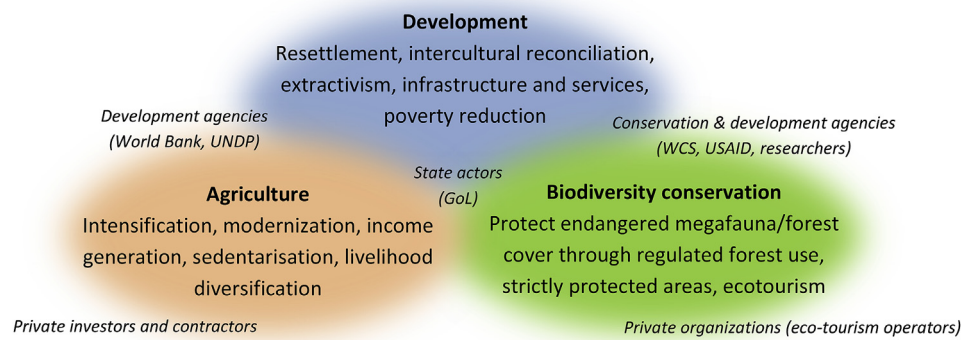 Development
Resettlement, intercultural reconciliation,
extractivism, infrastructure and services,
poverty reduction
Development agencies
(World Bank, UNDP)
Conservation & development agencies
(WCS, USAID, researchers)
State actors
(GoL)
Agriculture
Intensification, modernization, income
generation, sedentarisation, livelihood
diversification
Biodiversity conservation
Protect endangered megafauna/forest
cover through regulated forest use,
strictly protected areas, ecotourism
Private investors and contractors
Private organizations (eco-tourism operators)